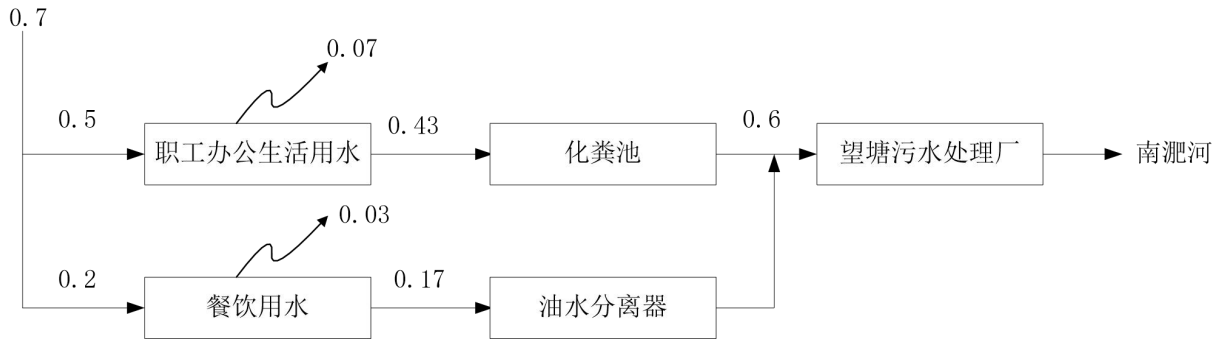 0.7
0.07
0.5
职工办公生活用水
0.43
化粪池
0.6
望塘污水处理厂
南淝河
0.03
0.2
餐饮用水
0.17
油水分离器